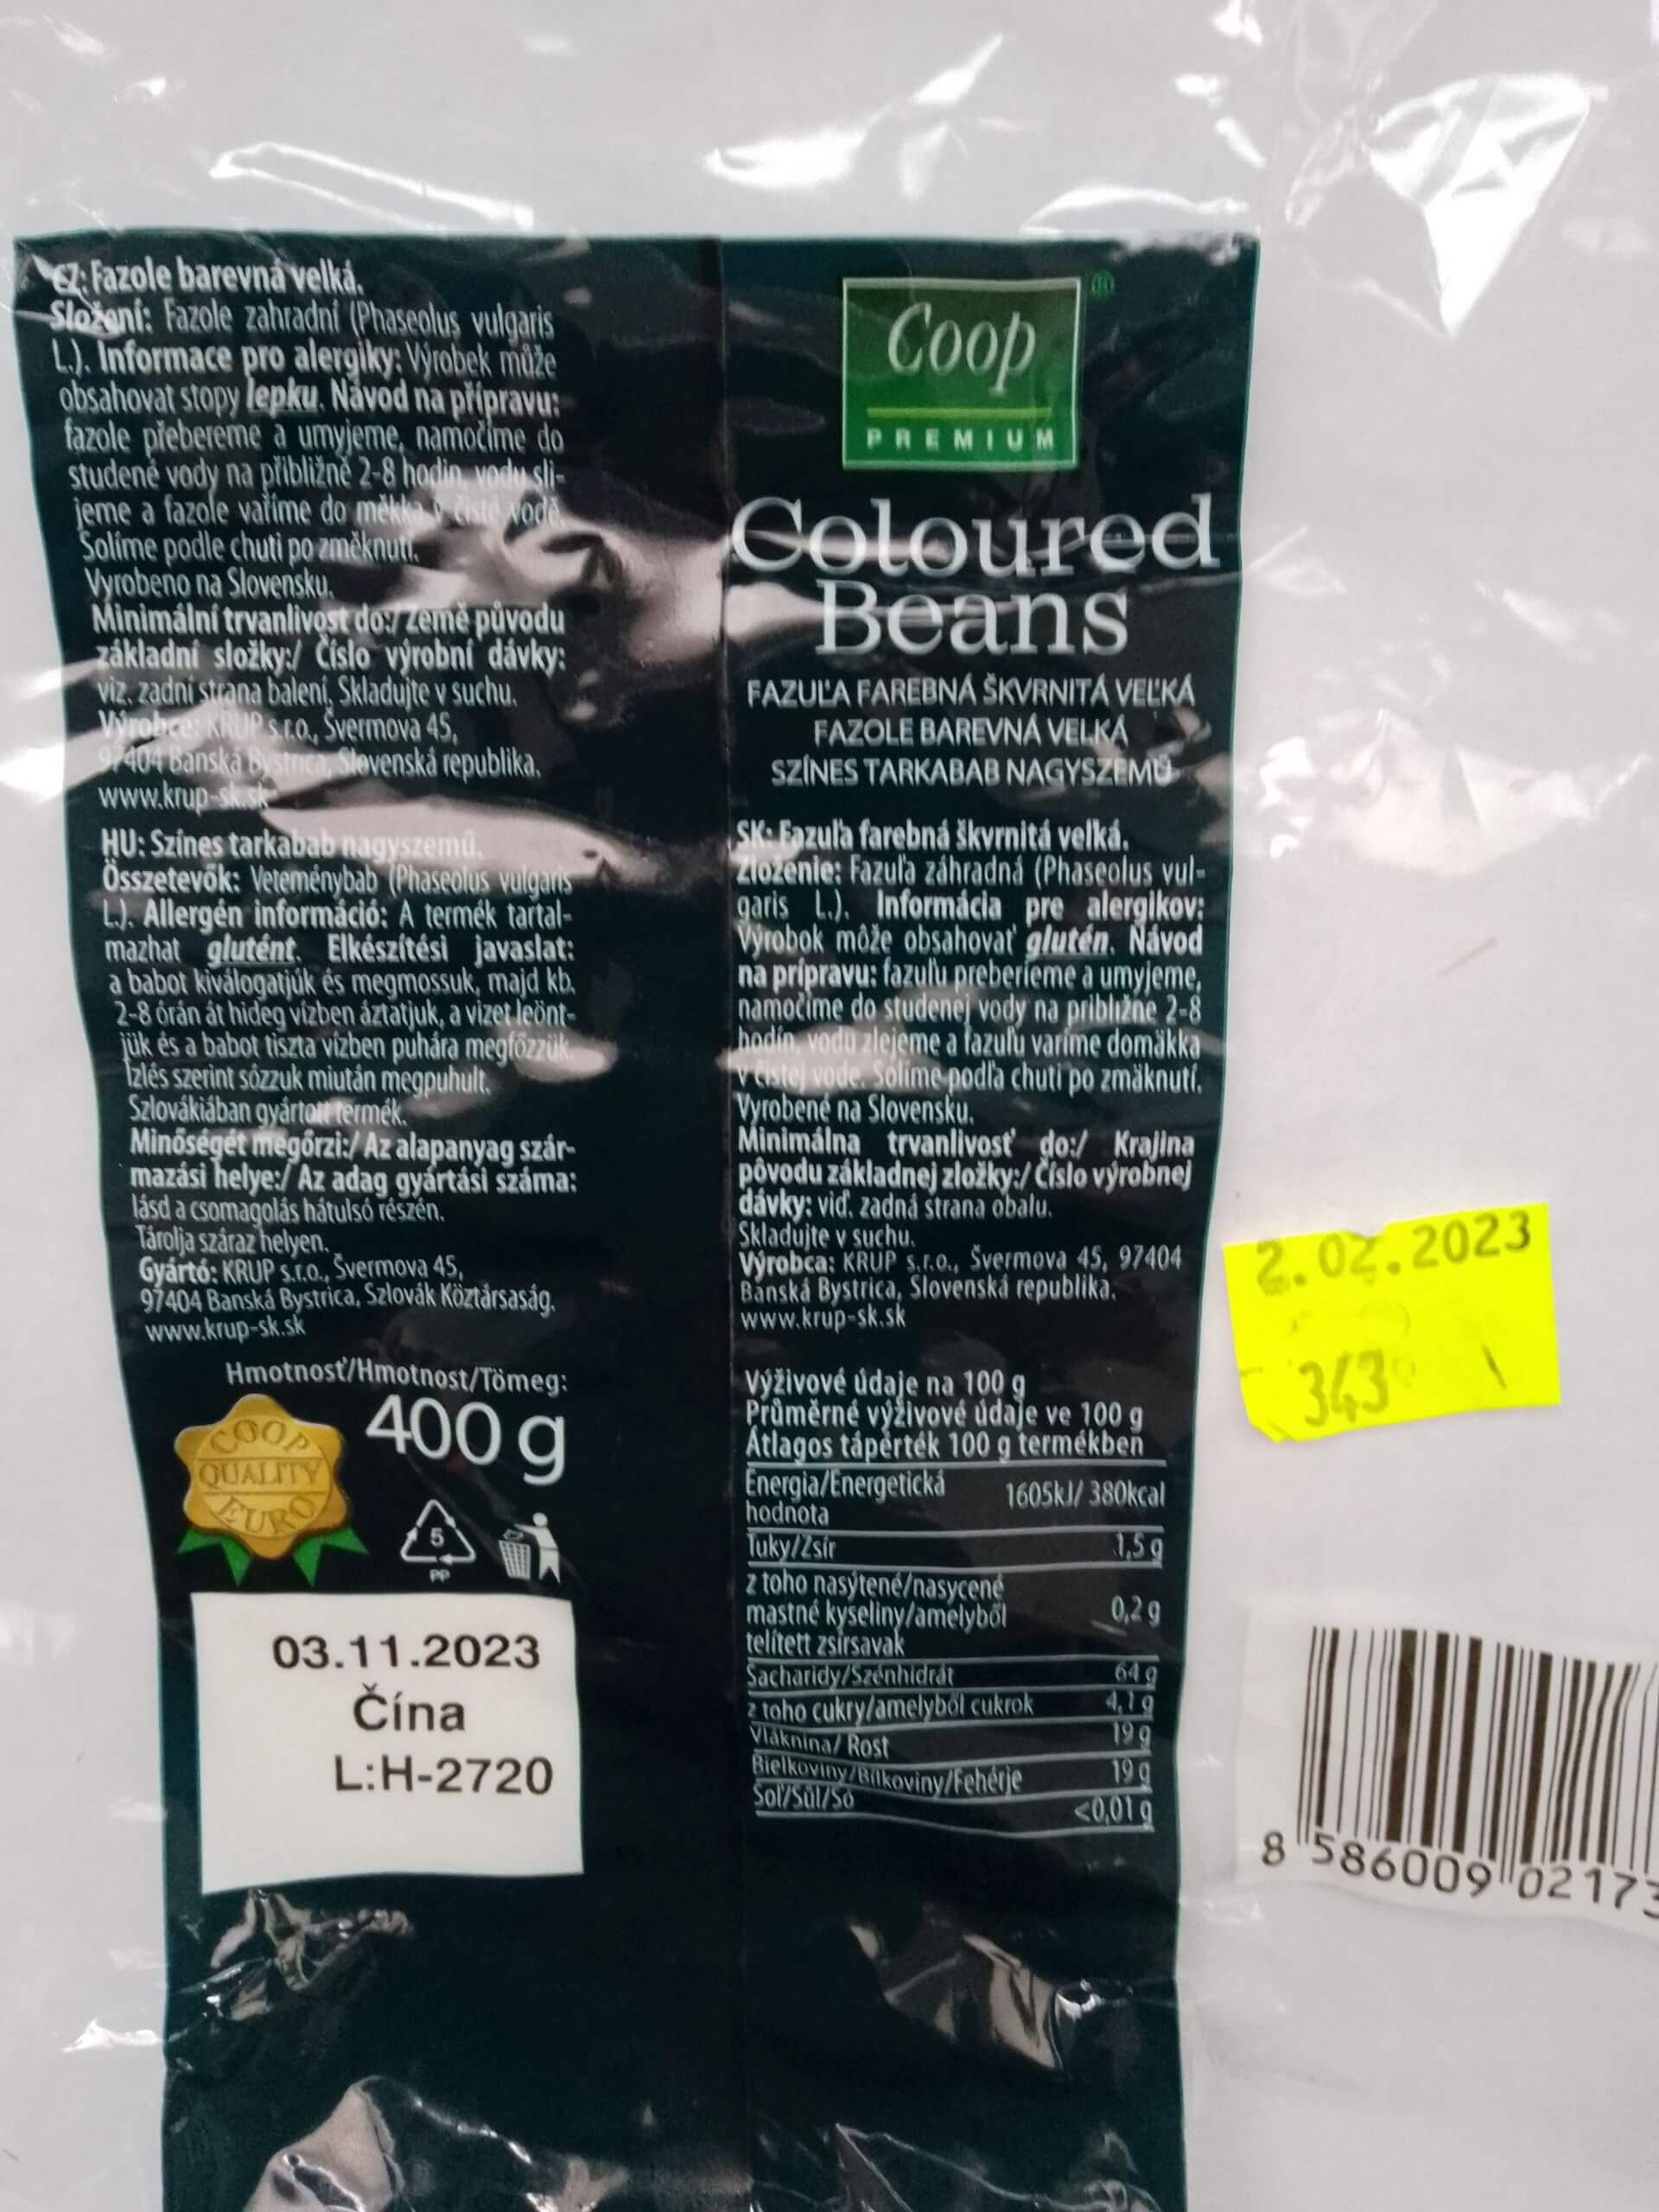 CZ: Fazole barevná velká.
Složení: Fazole zahradní (Phaseolus vulgaris
L.). Informace pro alergiky: Výrobek může
obsahovat stopy lepku. Návod na přípravu:
fazole přebereme a umyjeme, namočíme do
studené vody na přibližně 2-8 hodin, vodu sli-
jeme a fazole vaříme do měkka v čisté vodě.
Solíme podle chuti po změknutí.
Vyrobeno na Slovensku.
Minimální trvanlivost do:/ Země původu
základní složky:/ Číslo výrobní dávky:
viz. zadní strana balení. Skladujte v suchu.
Výrobce: KRUP s.r.o., Švermova 45,
97404 Banská Bystrica, Slovenská republika.
www.krup-sk.sk
HU: Színes tarkabab nagyszemű.
Összetevők: Veteménybab (Phaseolus vulgaris
L.). Allergén információ: A termék tartal-
mazhat glutént. Elkészítési javaslat:
a babot kiválogatjúk és megmossuk, majd kb.
2-8 órán át hideg vízben áztatjuk, a vizet leönt-
jük és a babot tiszta vízben puhára megfőzzük.
Izlés szerint sózzuk miután megpuhult.
Szlovákiában gyártott termék.
Minőségét megőrzi:/ Az alapanyag szár-
mazási helye:/ Az adag gyártási száma:
lásd a csomagolás hátulsó részén.
Tárolja száraz helyen.
Gyártó: KRUP s.r.o., Švermova 45,
97404 Banská Bystrica, Szlovák Köztársaság.
www.krup-sk.sk
Hmotnosť/Hmotnost/Tömeg:
400 g
COOP
QUALITY
EURO
5
PP
03.11.2023
Čína
L:H-2720
Coop ®
PREMIUM
Coloured
Beans
FAZUĽA FAREBNÁ ŠKVRNITÁ VEĽKÁ
FAZOLE BAREVNÁ VELKÁ
SZÍNES TARKABAB NAGYSZEMŰ
SK: Fazuľa farebná škvrnitá veľká.
Zloženie: Fazuľa záhradná (Phaseolus vul-
garis L.). Informácia pre alergikov:
Výrobok môže obsahovať glutén. Návod
na prípravu: fazuľu preberieme a umyjeme,
namočíme do studenej vody na približne 2-8
hodín, vodu zlejeme a fazuľu varíme domäkka
v čistej vode. Solíme podľa chuti po zmäknutí.
Vyrobené na Slovensku.
Minimálna trvanlivosť do:/ Krajina
pôvodu základnej zložky:/ Číslo výrobnej
dávky: viď. zadná strana obalu.
Skladujte v suchu.
Výrobca: KRUP s.r.o., Švermova 45, 97404
Banská Bystrica, Slovenská republika.
www.krup-sk.sk
Výživové údaje na 100 g
Průměrné výživové údaje ve 100 g
Átlagos tápérték 100 g termékben
Energia/Energetická hodnota 1605kJ/ 380kcal
Tuky/Zsír 1,5 g
z toho nasýtené/nasycené
mastné kyseliny/amelyből 0,2 g
telített zsírsavak
Sacharidy/Szénhidrát 64 g
z toho cukry/amelyből cukrok 4,1 g
Vláknina/ Rost 19 g
Bielkoviny/Bílkoviny/Fehérje 19 g
Soľ/Sůl/Só <0,01 g
2.02.2023
343
8 586009 02173